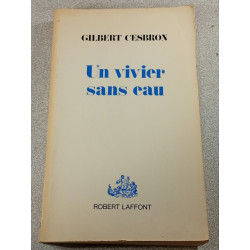 GILBERT CESBRON
Un vivier
sans eau
ROBERT LAFFONT